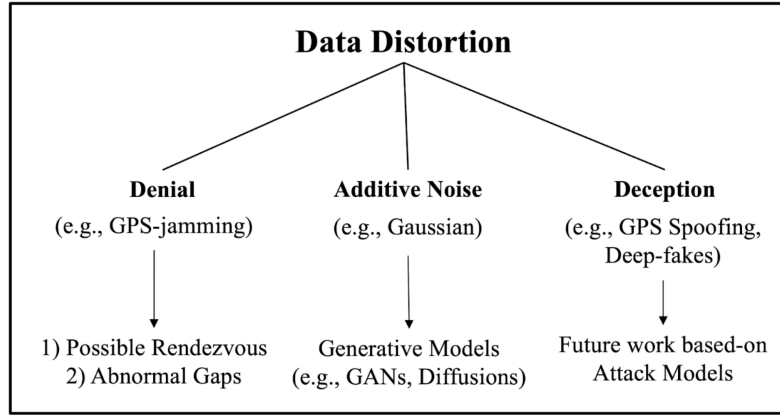 Data Distortion
Denial
(e.g., GPS-jamming)
1) Possible Rendezvous
2) Abnormal Gaps
Additive Noise
(e.g., Gaussian)
Generative Models
(e.g., GANs, Diffusions)
Deception
(e.g., GPS Spoofing,
Deep-fakes)
Future work based-on
Attack Models